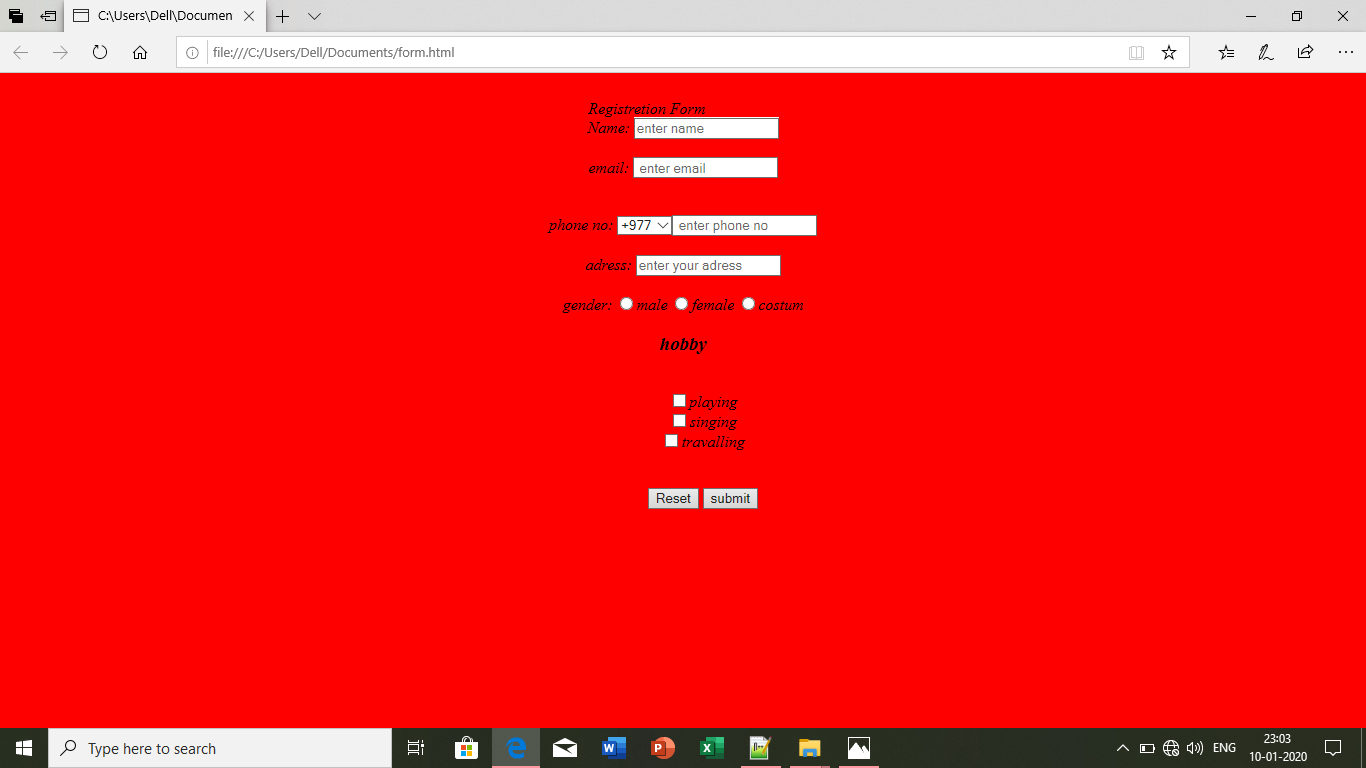 C:\Users\Dell\Documen
file:///C:/Users/Dell/Documents/form.html
Registretion Form
Name: enter name
email: enter email
phone no: +977 enter phone no
adress: enter your adress
gender: male female costum
hobby
playing
singing
travalling
Reset submit
Type here to search
ENG
23:03
10-01-2020